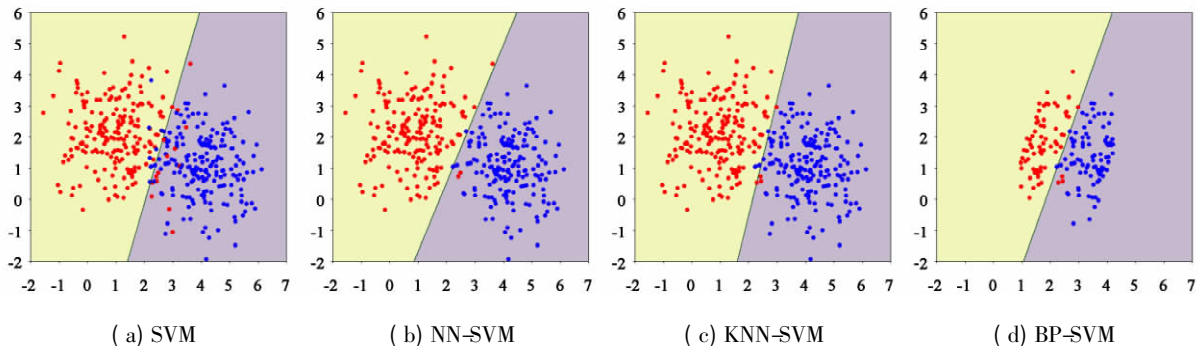 6 6 6 6
5 5 5 5
4 4 4 4
3 3 3 3
2 2 2 2
1 1 1 1
0 0 0 0
-1 -1 -1 -1
-2 -2 -2 -2
-2 -1 0 1 2 3 4 5 6 7 -2 -1 0 1 2 3 4 5 6 7 -2 -1 0 1 2 3 4 5 6 7 -2 -1 0 1 2 3 4 5 6 7
( a) SVM ( b) NN-SVM ( c) KNN-SVM ( d) BP-SVM